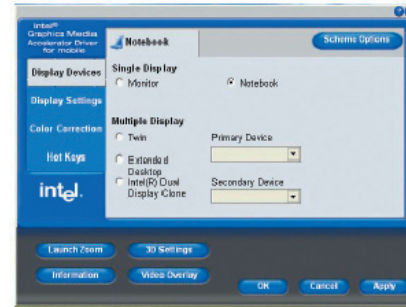 ?
intel®
Graphics Media
Accelerator Driver
for mobile
Notebook
Scheme Options
Display Devices
Display Settings
Color Correction
Hot Keys
intel.
Single Display
Monitor
Notebook
Multiple Display
Twin
Primary Device
Extended
Desktop
Intel(R) Dual
Display Clone
Secondary Device
Launch Zoom
3D Settings
Information
Video Overlay
OK
Cancel
Apply